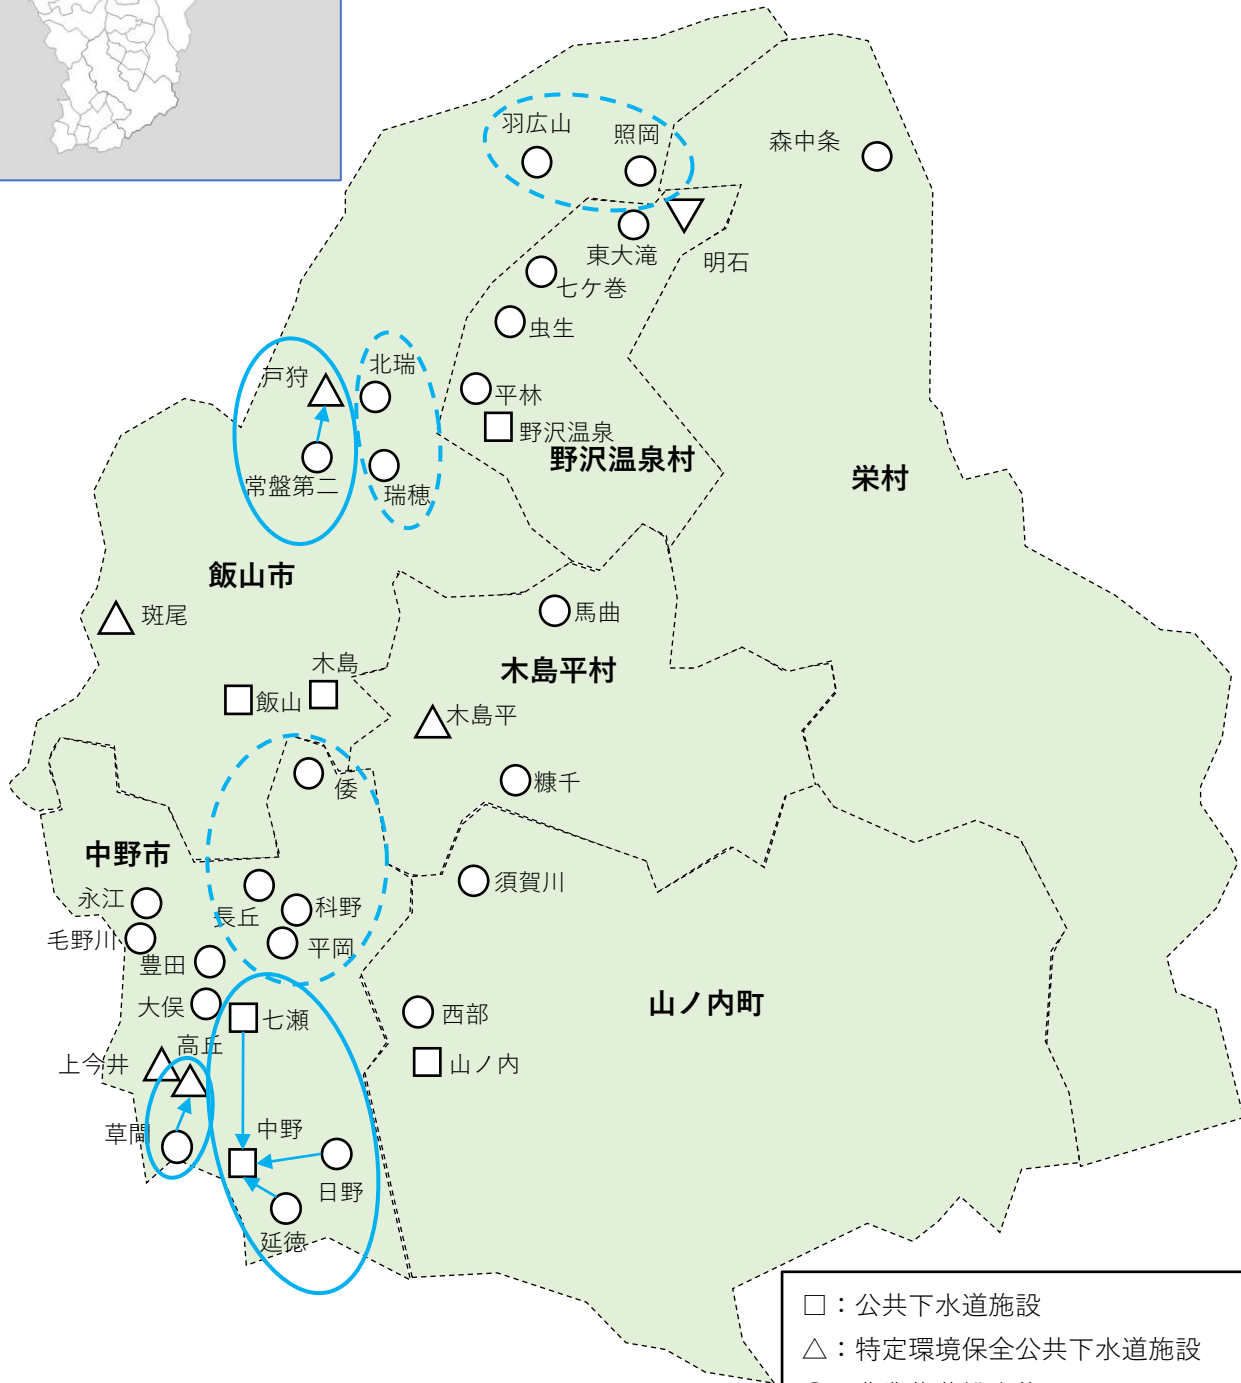 羽広山
照岡
森中条
東大滝
明石
七ケ巻
虫生
戸狩
北瑞
平林
野沢温泉
野沢温泉村
栄村
常盤第二
瑞穂
飯山市
斑尾
馬曲
木島
木島平村
飯山
木島平
倭
糠千
中野市
須賀川
永江
長丘
科野
毛野川
平岡
豊田
山ノ内町
大俣
七瀬
西部
高丘
上今井
山ノ内
草間
中野
日野
延徳
□：公共下水道施設
△：特定環境保全公共下水道施設